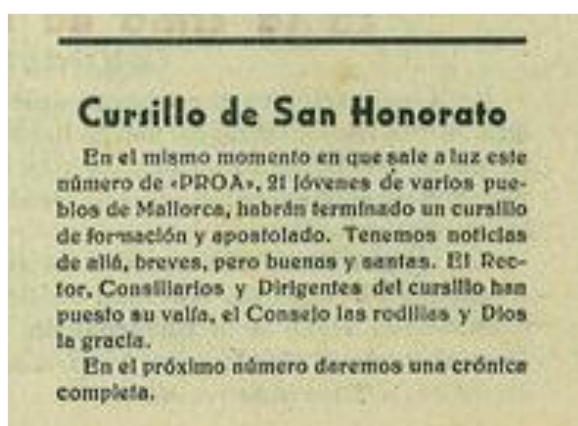 Cursillo de San Honorato
En el mismo momento en que sale a luz este
número de «PROA», 21 jóvenes de varios pue-
blos de Mallorca, habrán terminado un cursillo
de formación y apostolado. Tenemos noticias
de allá, breves, pero buenas y santas. El Rec-
tor, Consiliarios y Dirigentes del cursillo han
puesto su valía, el Consejo las rodillas y Dios
la gracia.
En el próximo número daremos una crónica
completa.